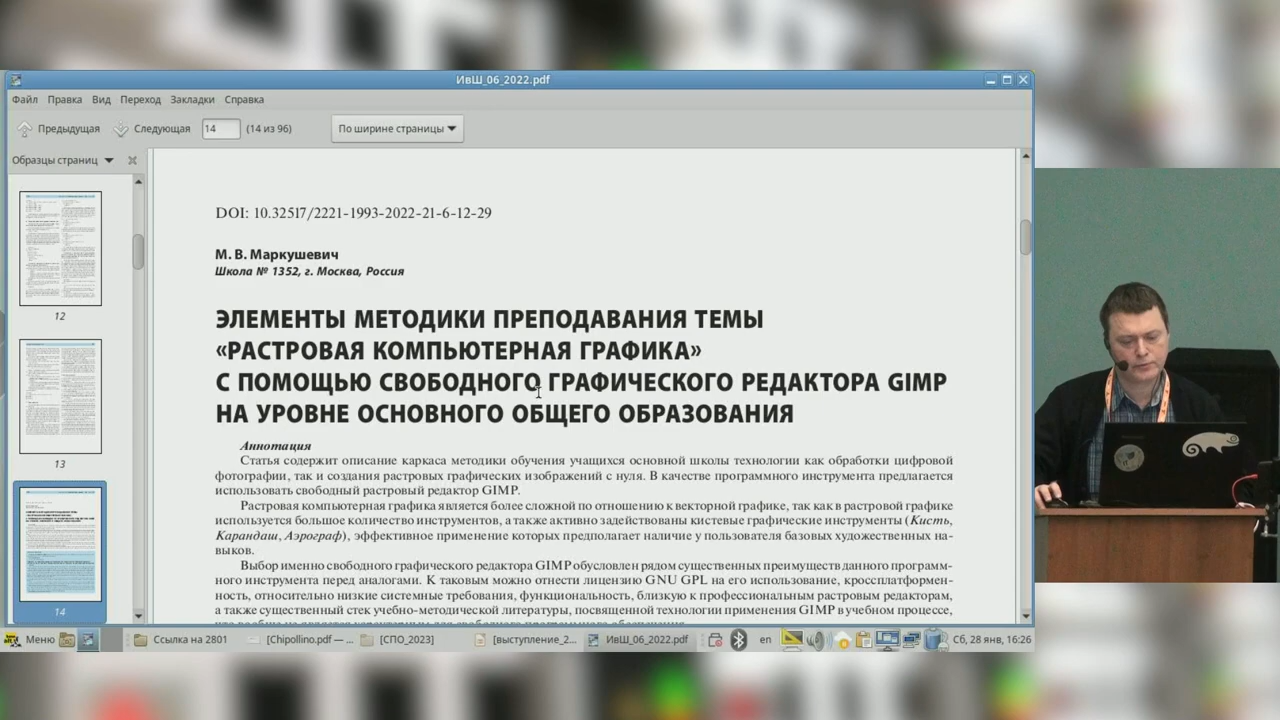 ИвШ_06_2022.pdf
Файл Правка Вид Переход Закладки Справка
Предыдущая Следующая 14 (14 из 96) По ширине страницы
Образцы страниц
12
13
14
DOI: 10.32517/2221-1993-2022-21-6-12-29
М. В. Маркушевич
Школа № 1352, г. Москва, Россия
ЭЛЕМЕНТЫ МЕТОДИКИ ПРЕПОДАВАНИЯ ТЕМЫ
«РАСТРОВАЯ КОМПЬЮТЕРНАЯ ГРАФИКА»
С ПОМОЩЬЮ СВОБОДНОГО ГРАФИЧЕСКОГО РЕДАКТОРА GIMP
НА УРОВНЕ ОСНОВНОГО ОБЩЕГО ОБРАЗОВАНИЯ
Аннотация
Статья содержит описание каркаса методики обучения учащихся основной школы технологии как обработки цифровой
фотографии, так и создания растровых графических изображений с нуля. В качестве программного инструмента предлагается
использовать свободный растровый редактор GIMP.
Растровая компьютерная графика является более сложной по отношению к векторной графике, так как в растровой графике
используется большое количество инструментов, а также активно задействованы кистевые графические инструменты (Кисть,
Карандаш, Аэрограф), эффективное применение которых предполагает наличие у пользователя базовых художественных на-
выков.
Выбор именно свободного графического редактора GIMP обусловлен рядом существенных преимуществ данного программ-
ного инструмента перед аналогами. К таковым можно отнести лицензию GNU GPL на его использование, кроссплатформен-
ность, относительно низкие системные требования, функциональность, близкую к профессиональным растровым редакторам,
а также существенный стек учебно-методической литературы, посвященной технологии применения GIMP в учебном процессе,
Меню Ссылка на 2801 [Chipollino.pdf — ... [СПО_2023] [выступление_2... ИвШ_06_2022.pdf en Сб, 28 янв, 16:26